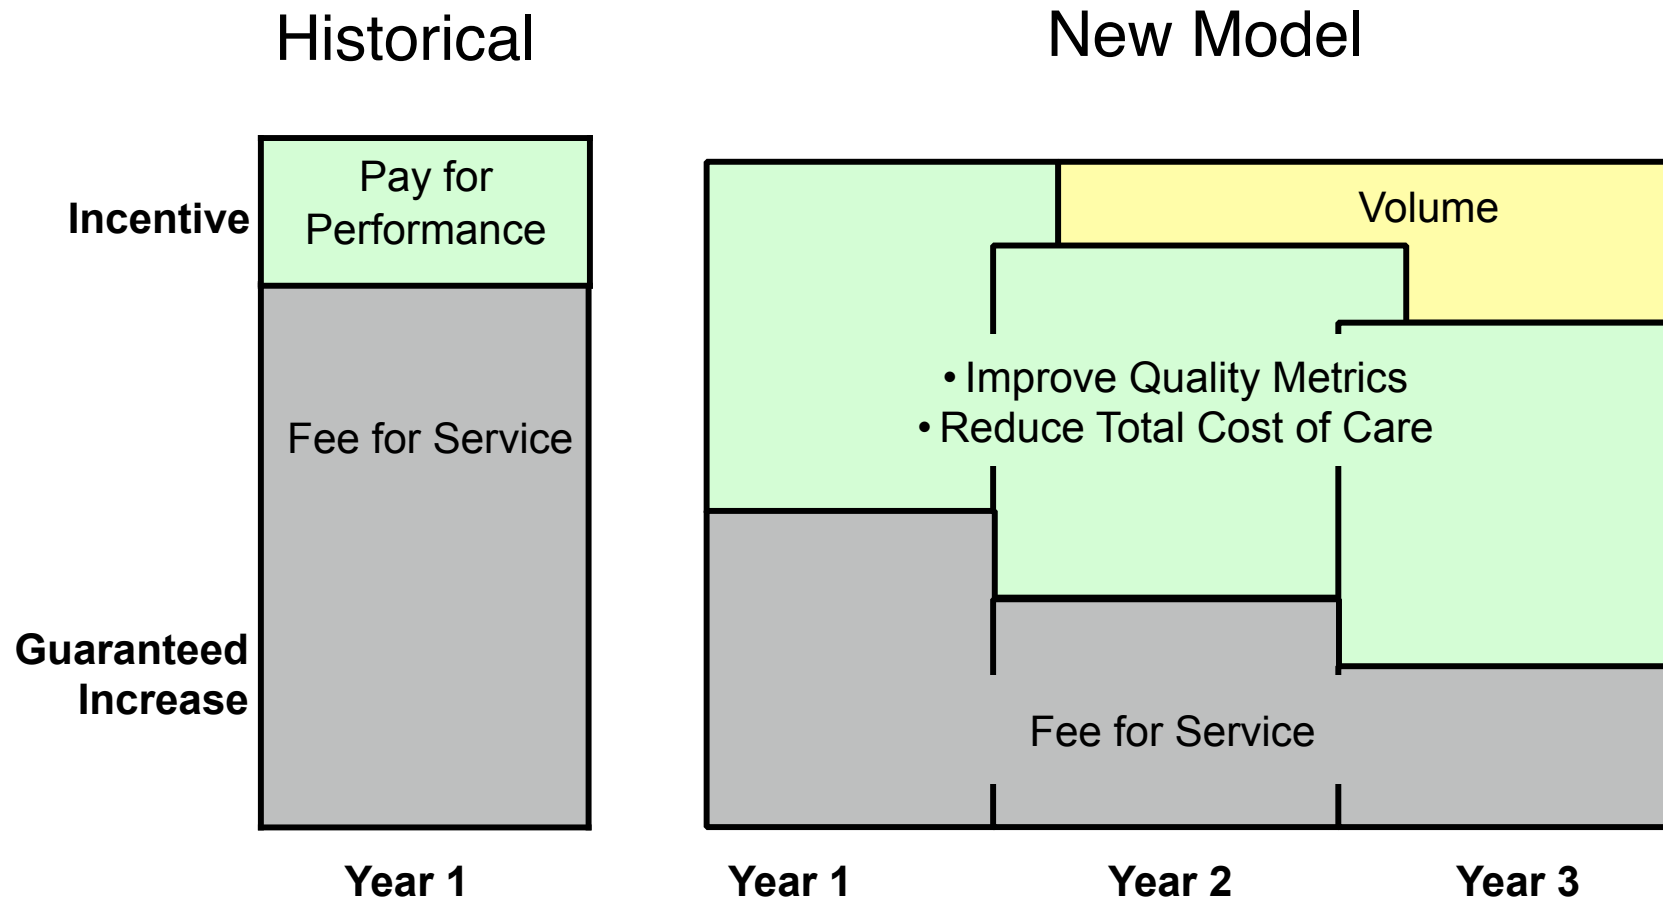 Historical
New Model
Incentive
Pay for
Performance
Volume
• Improve Quality Metrics
• Reduce Total Cost of Care
Fee for Service
Guaranteed
Increase
Fee for Service
Year 1
Year 1
Year 2
Year 3